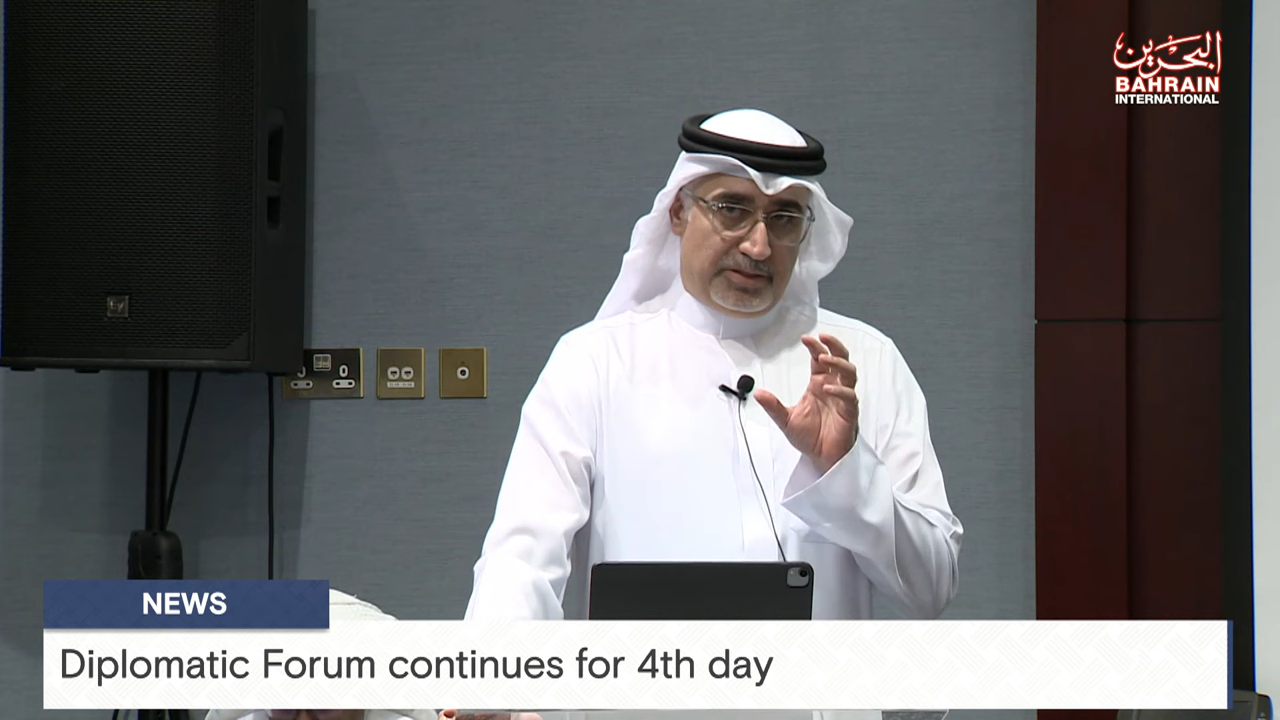 البحرين
BAHRAIN
INTERNATIONAL
NEWS
Diplomatic Forum continues for 4th day